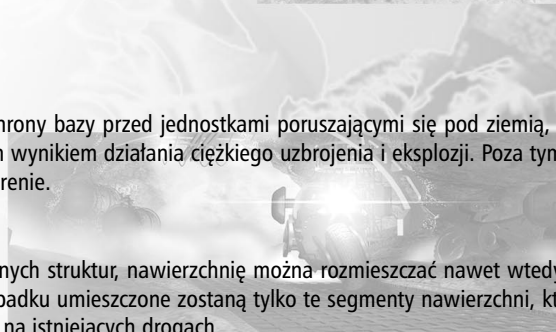 hrony bazy przed jednostkami poruszającymi się pod ziemią,
wynikiem działania ciężkiego uzbrojenia i eksplozji. Poza tym
renie.
nych struktur, nawierzchnię można rozmieszczać nawet wtedy
padku umieszczone zostaną tylko te segmenty nawierzchni, kt
na istniejących drogach.